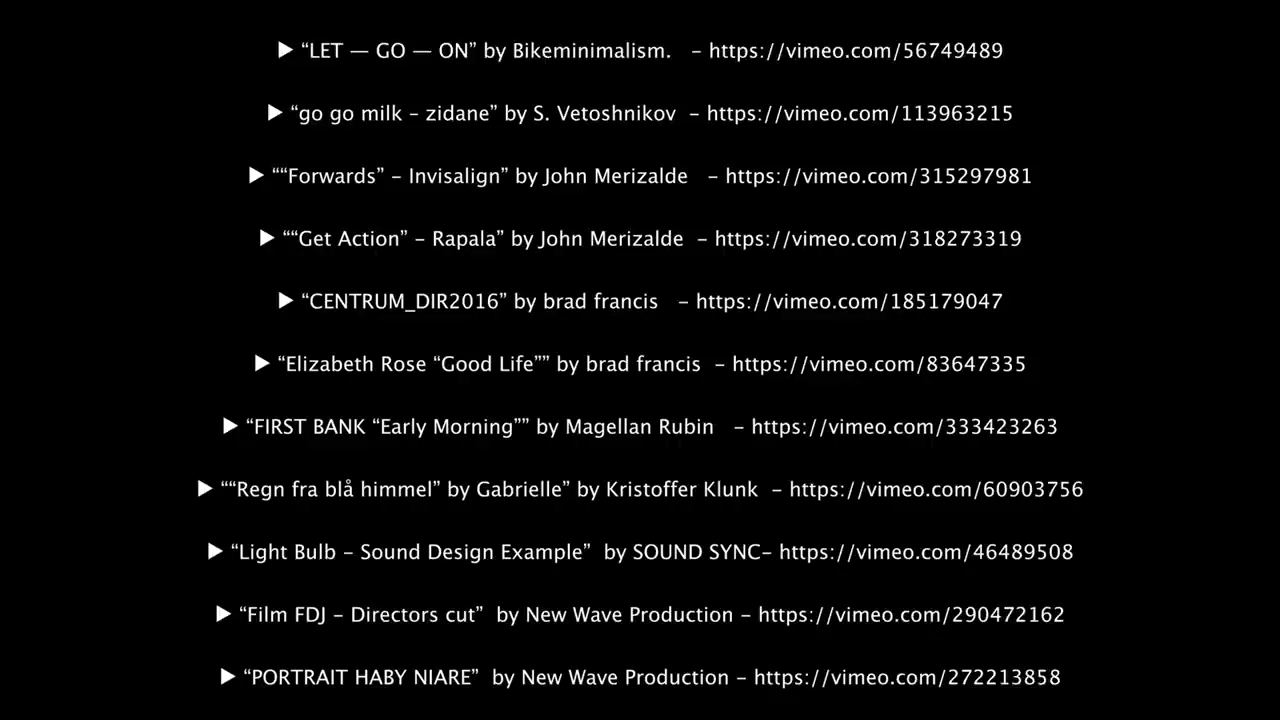 ▶ “LET — GO — ON” by Bikeminimalism.   – https://vimeo.com/56749489
▶ “go go milk – zidane” by S. Vetoshnikov  – https://vimeo.com/113963215
▶ ““Forwards” – Invisalign” by John Merizalde   – https://vimeo.com/315297981
▶ ““Get Action” – Rapala” by John Merizalde  – https://vimeo.com/318273319
▶ “CENTRUM_DIR2016” by brad francis   – https://vimeo.com/185179047
▶ “Elizabeth Rose “Good Life”” by brad francis  – https://vimeo.com/83647335
▶ “FIRST BANK “Early Morning”” by Magellan Rubin   – https://vimeo.com/333423263
▶ ““Regn fra blå himmel” by Gabrielle” by Kristoffer Klunk  – https://vimeo.com/60903756
▶ “Light Bulb – Sound Design Example”  by SOUND SYNC– https://vimeo.com/46489508
▶ “Film FDJ – Directors cut”  by New Wave Production – https://vimeo.com/290472162
▶ “PORTRAIT HABY NIARE”  by New Wave Production – https://vimeo.com/272213858